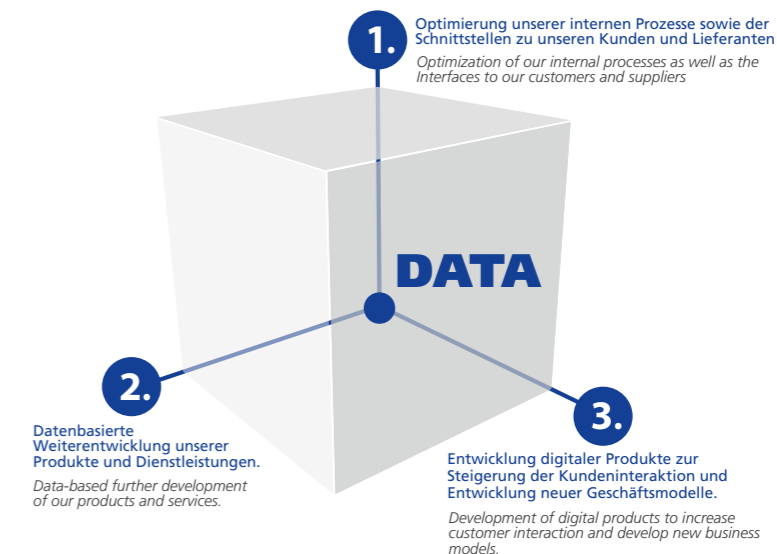 1.
Optimierung unserer internen Prozesse sowie der
Schnittstellen zu unseren Kunden und Lieferanten
Optimization of our internal processes as well as the
Interfaces to our customers and suppliers
DATA
2.
Datenbasierte
Weiterentwicklung unserer
Produkte und Dienstleistungen.
Data-based further development
of our products and services.
3.
Entwicklung digitaler Produkte zur
Steigerung der Kundeninteraktion und
Entwicklung neuer Geschäftsmodelle.
Development of digital products to increase
customer interaction and develop new business
models.